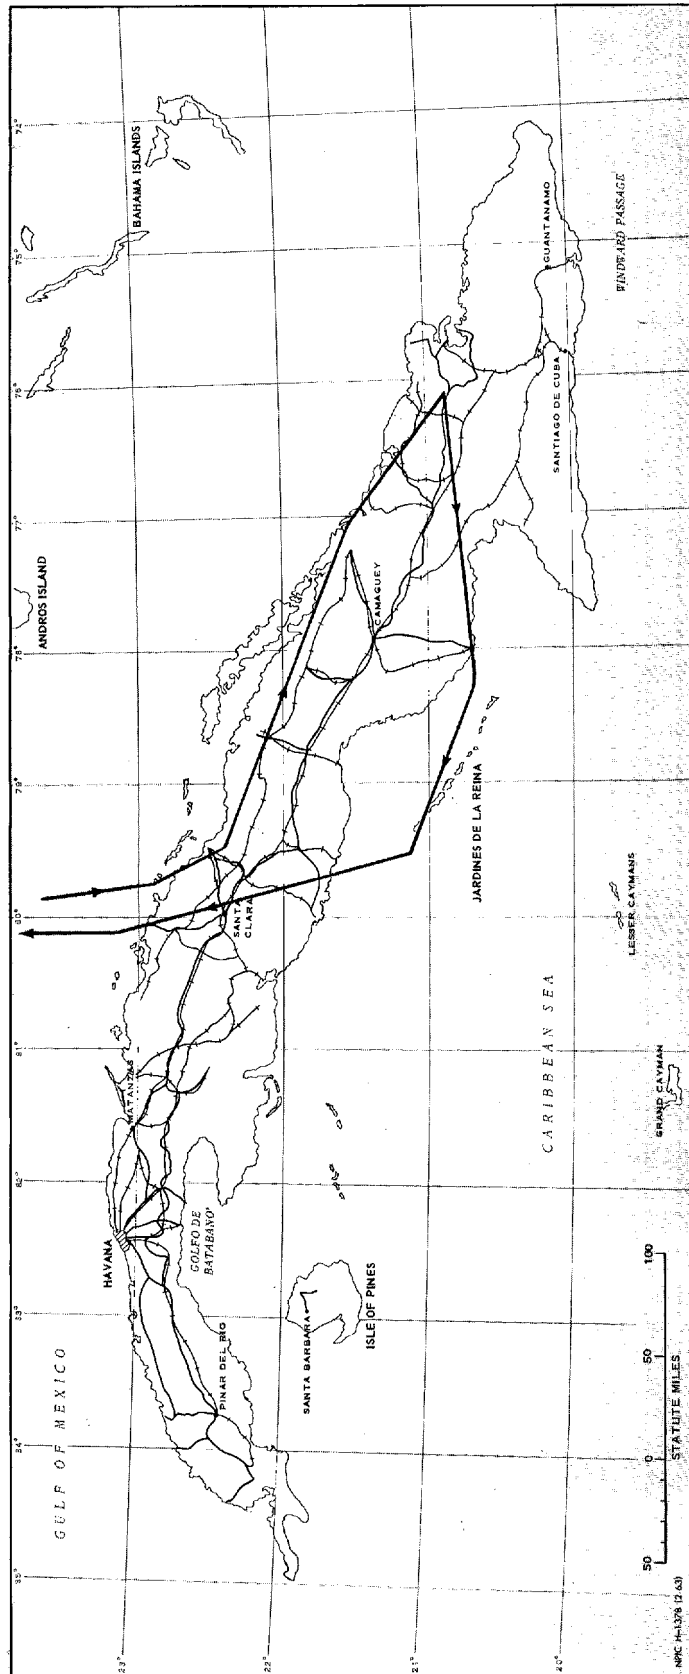 GULF OF MEXICO
HAVANA
MATANZAS
PINAR DEL RIO
GOLFO DE
BATABANO'
SANTA BARBARA
ISLE OF PINES
SANTA
CLARA
CAMAGUEY
ANDROS ISLAND
BAHAMA ISLANDS
JARDINES DE LA REINA
SANTIAGO DE CUBA
GUANTANAMO
WINDWARD PASSAGE
CARIBBEAN SEA
GRAND CAYMAN
LESSER CAYMANS
85°
84°
83°
82°
81°
80°
79°
78°
77°
76°
75°
74°
23°
22°
21°
20°
50 0 50 100
STATUTE MILES
NPIC H-1378 (2-63)